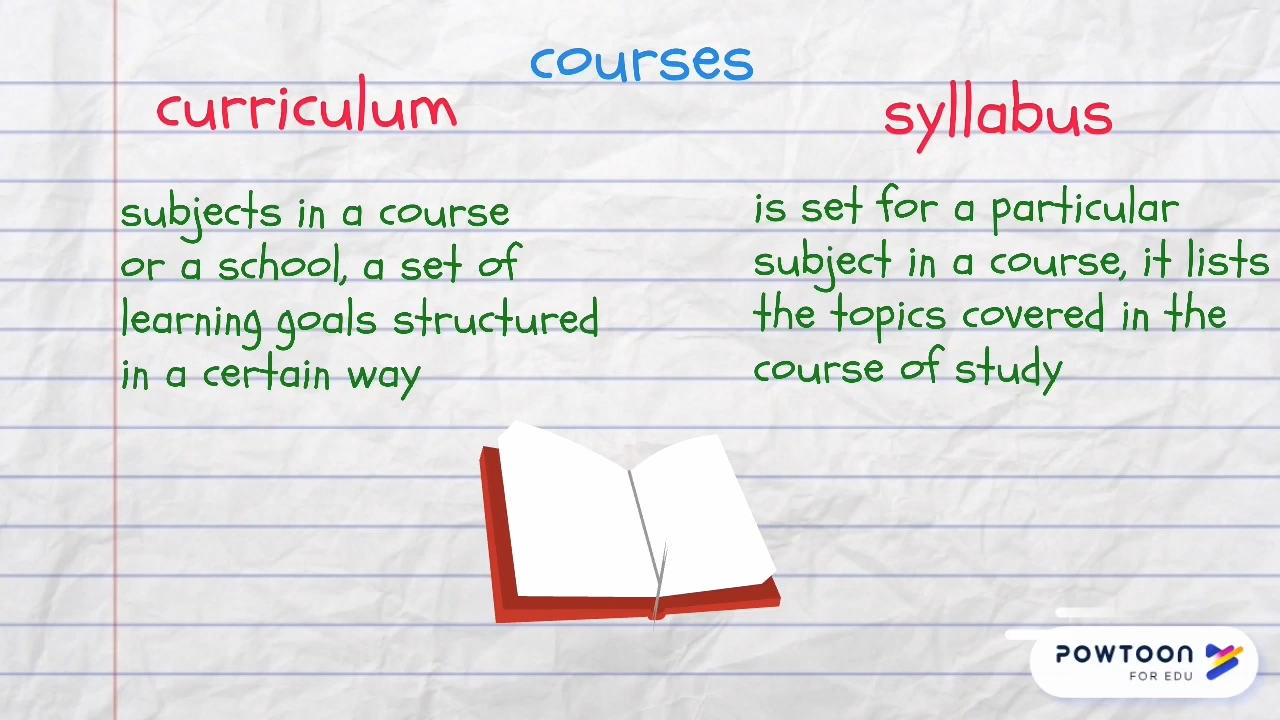 courses
curriculum
subjects in a course
or a school, a set of
learning goals structured
in a certain way
syllabus
is set for a particular
subject in a course, it lists
the topics covered in the
course of study
POWTOON
FOR EDU